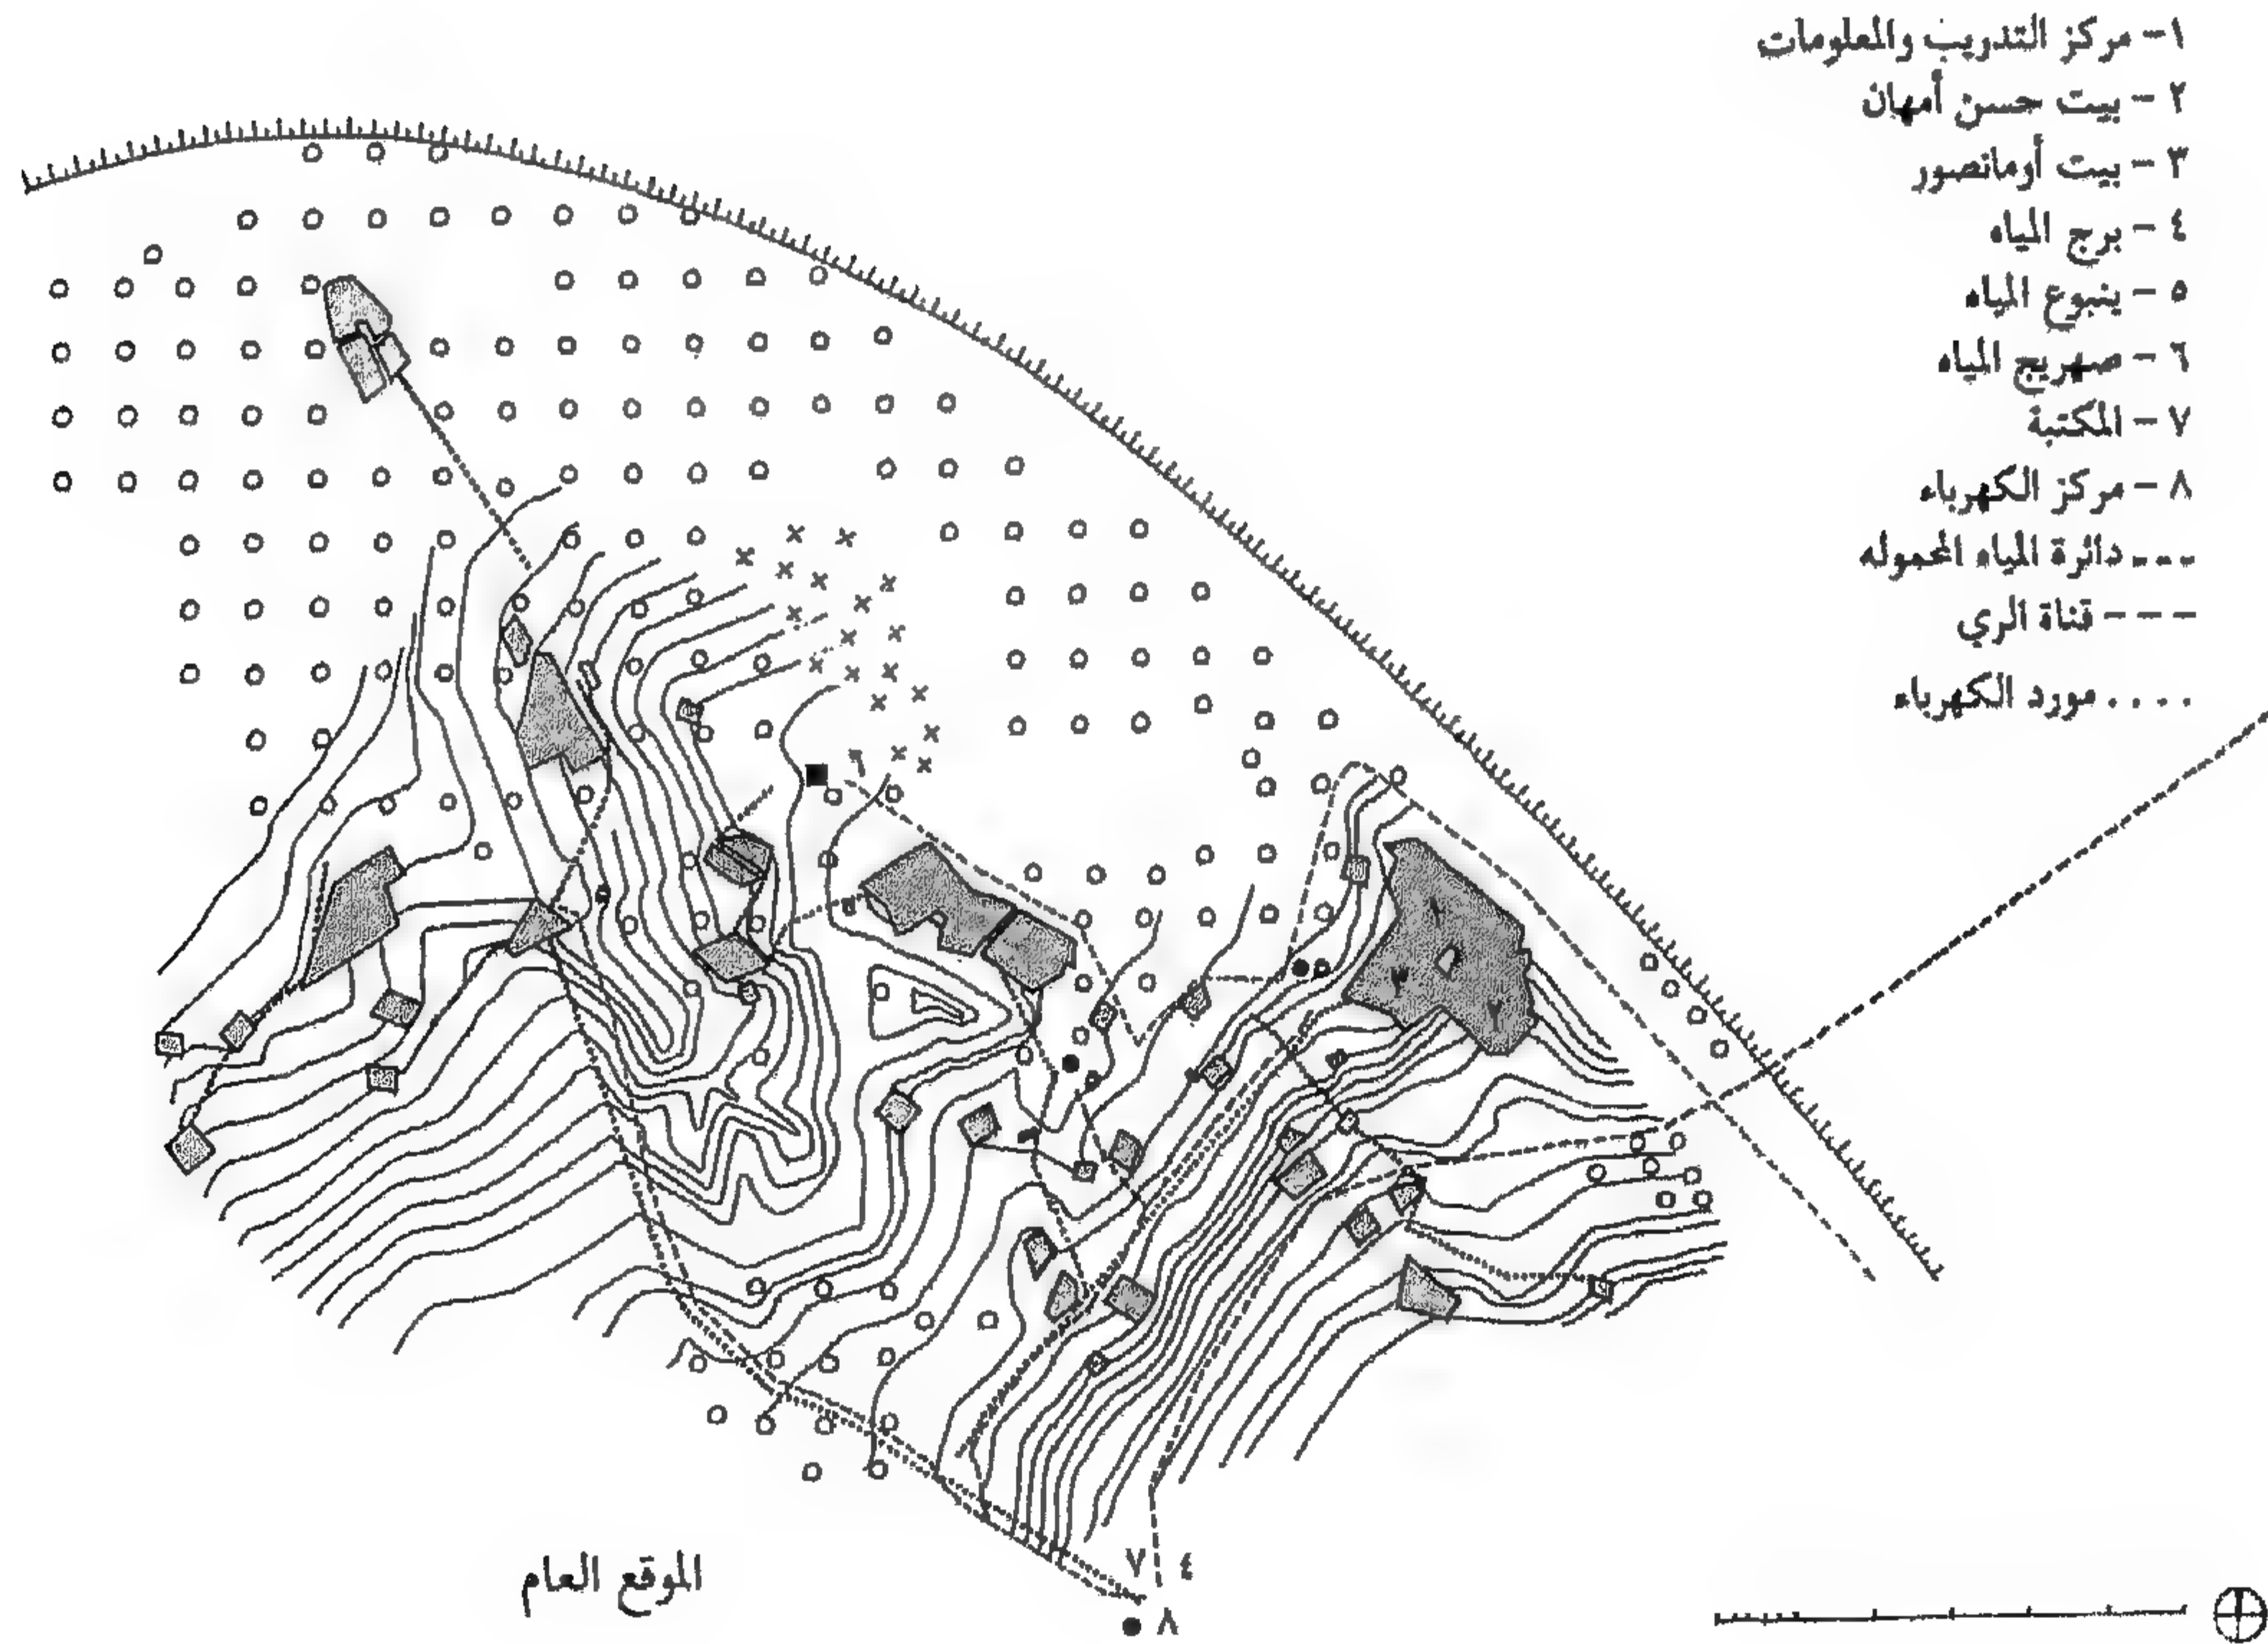 ١- مركز التدريب والمعلومات
٢ - بيت حسن أمهان
٣ - بيت أومانصور
٤ - برج المياه
٥ - ينبوع المياه
٦ - صهريج المياه
٧ - المكتبة
٨ - مركز الكهرباء
--- دائرة المياه المحموله
--- قناة الري
.... مورد الكهرباء
٦
١
٥
٣
٢
٧ ٤
٨
الموقع العام